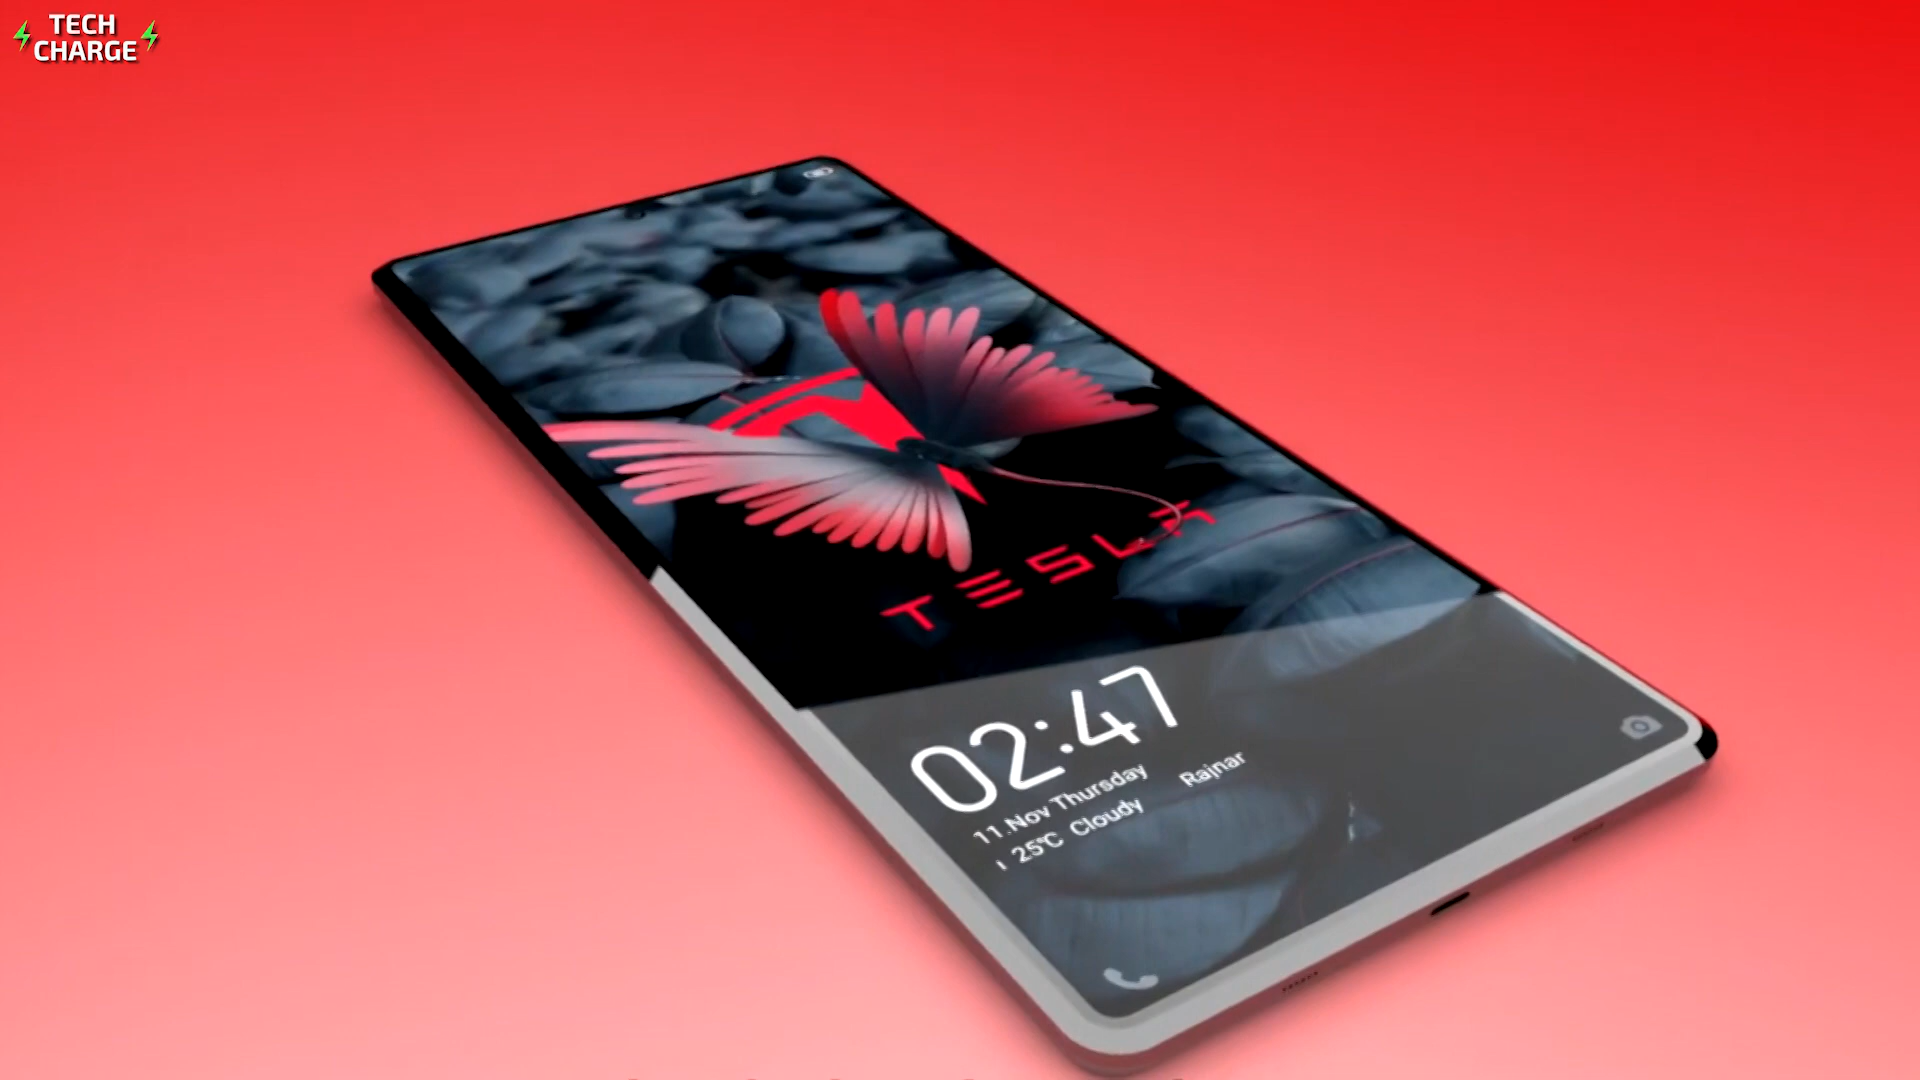 TECH
CHARGE
TESLA
02:47
11.Nov Thursday Rajnar
25℃ Cloudy